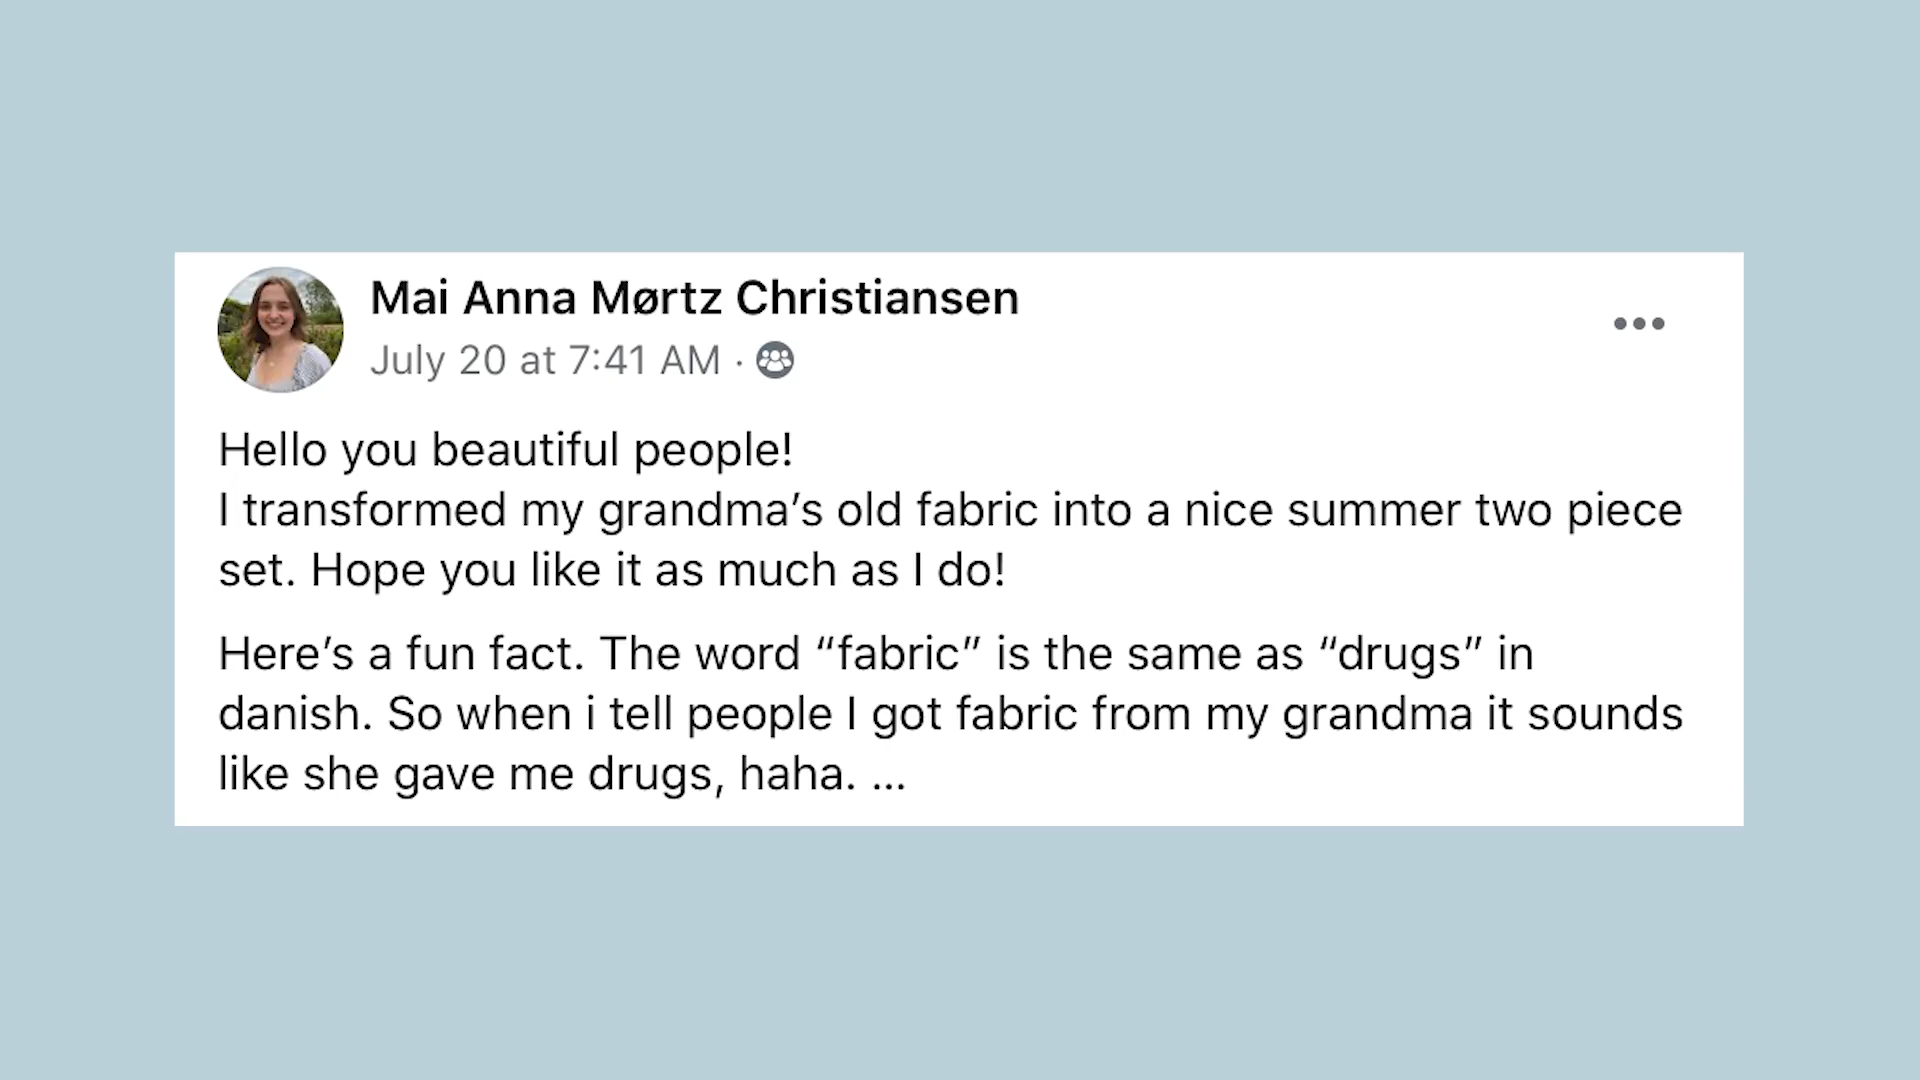 Mai Anna Mørtz Christiansen
July 20 at 7:41 AM ·
Hello you beautiful people!
I transformed my grandma’s old fabric into a nice summer two piece
set. Hope you like it as much as I do!
Here’s a fun fact. The word “fabric” is the same as “drugs” in
danish. So when i tell people I got fabric from my grandma it sounds
like she gave me drugs, haha. ...